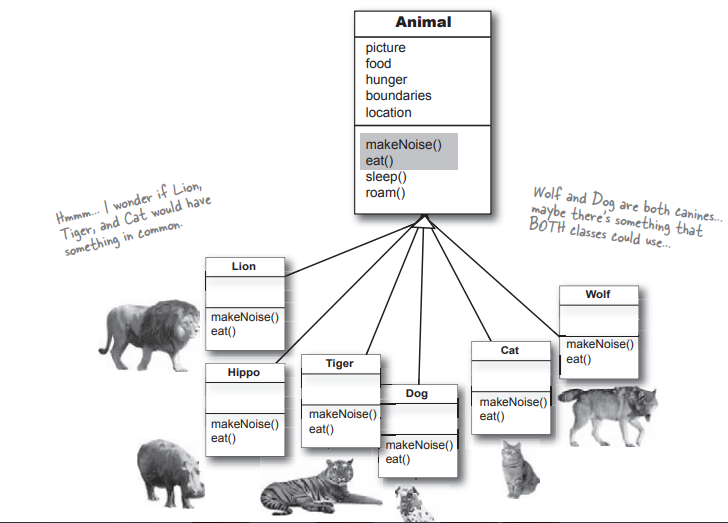 Animal
picture
food
hunger
boundaries
location
makeNoise()
eat()
sleep()
roam()
Hmmm... I wonder if Lion,
Tiger, and Cat would have
something in common.
Wolf and Dog are both canines...
maybe there's something that
BOTH classes could use...
Lion
makeNoise()
eat()
Hippo
makeNoise()
eat()
Tiger
makeNoise()
eat()
Dog
makeNoise()
eat()
Cat
makeNoise()
eat()
Wolf
makeNoise()
eat()